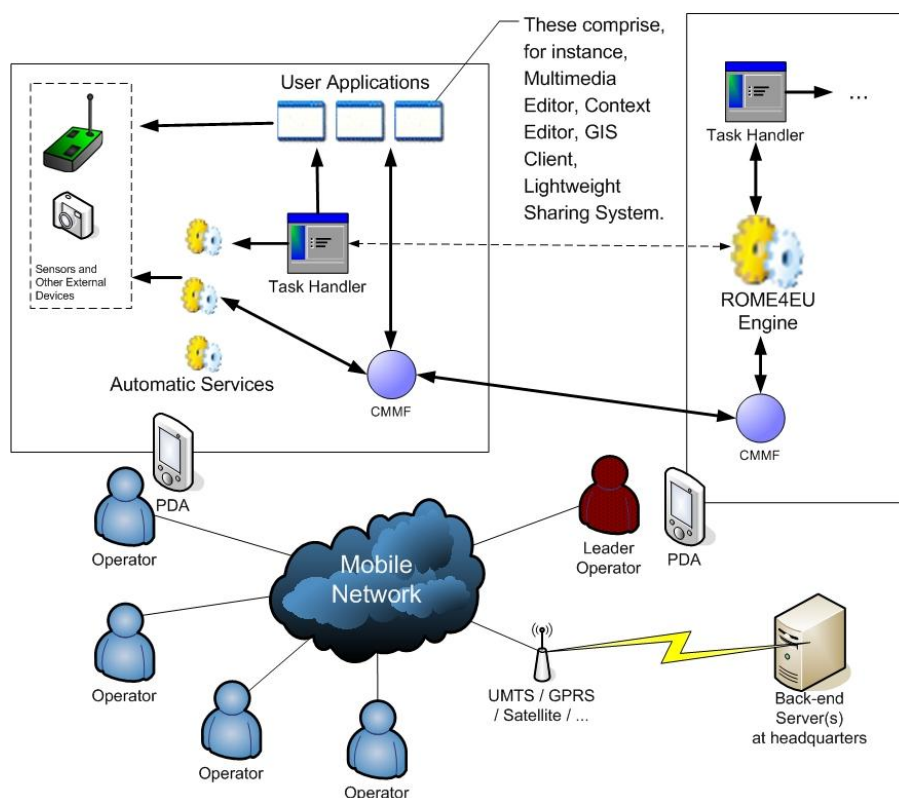 User Applications
These comprise,
for instance,
Multimedia
Editor, Context
Editor, GIS
Client,
Lightweight
Sharing System.
Task Handler
...
Sensors and
Other External
Devices
Task Handler
ROME4EU
Engine
Automatic Services
CMMF
CMMF
PDA
Operator
Leader
Operator
PDA
Mobile
Network
Operator
UMTS / GPRS
/ Satellite / ...
Back-end
Server(s)
at headquarters
Operator
Operator